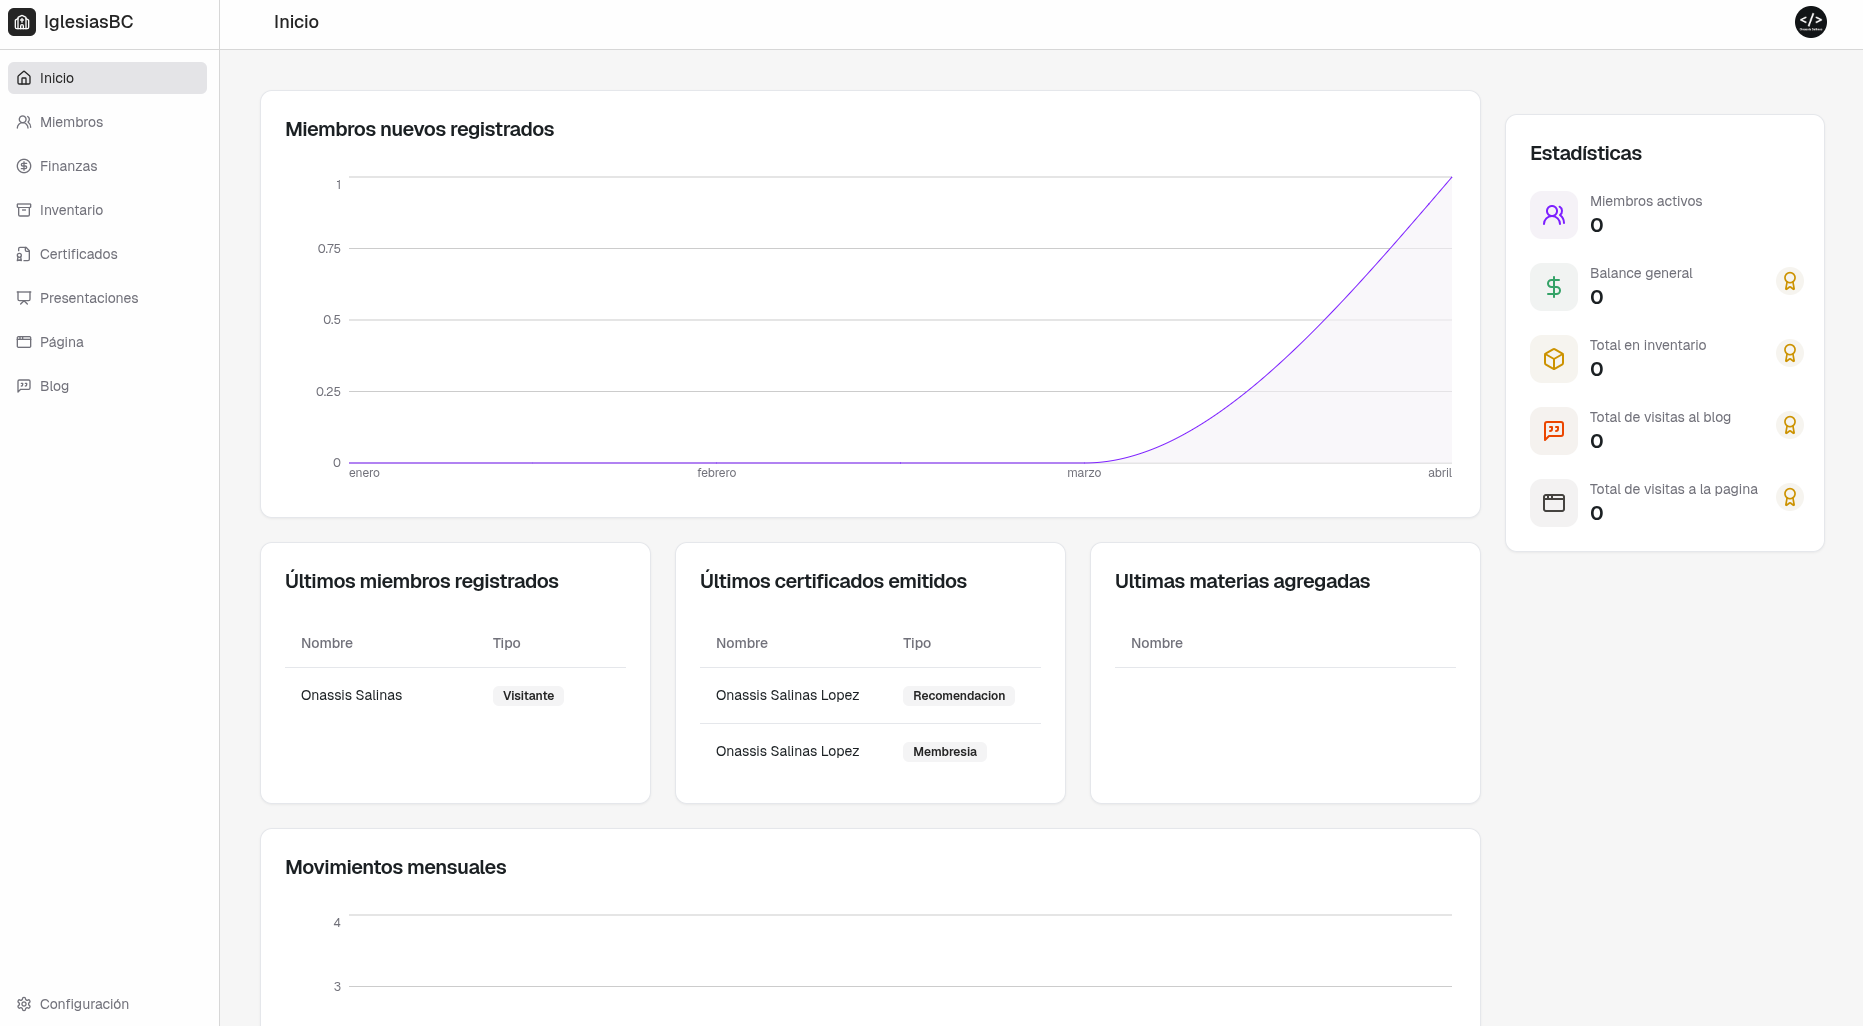 IglesiasBC
Inicio
Inicio
Miembros
Finanzas
Inventario
Certificados
Presentaciones
Página
Blog
Configuración
Miembros nuevos registrados
1
0.75
0.5
0.25
0
enero febrero marzo abril
Estadísticas
Miembros activos
0
Balance general
0
Total en inventario
0
Total de visitas al blog
0
Total de visitas a la pagina
0
Últimos miembros registrados
Nombre Tipo
Onassis Salinas Visitante
Últimos certificados emitidos
Nombre Tipo
Onassis Salinas Lopez Recomendacion
Onassis Salinas Lopez Membresia
Ultimas materias agregadas
Nombre
Movimientos mensuales
4
3